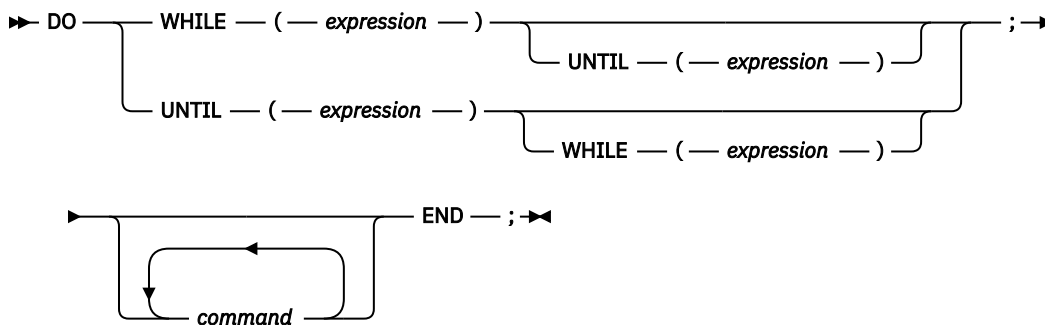 DO WHILE ( expression ) ;
UNTIL ( expression )
UNTIL ( expression )
WHILE ( expression )
END ;
command